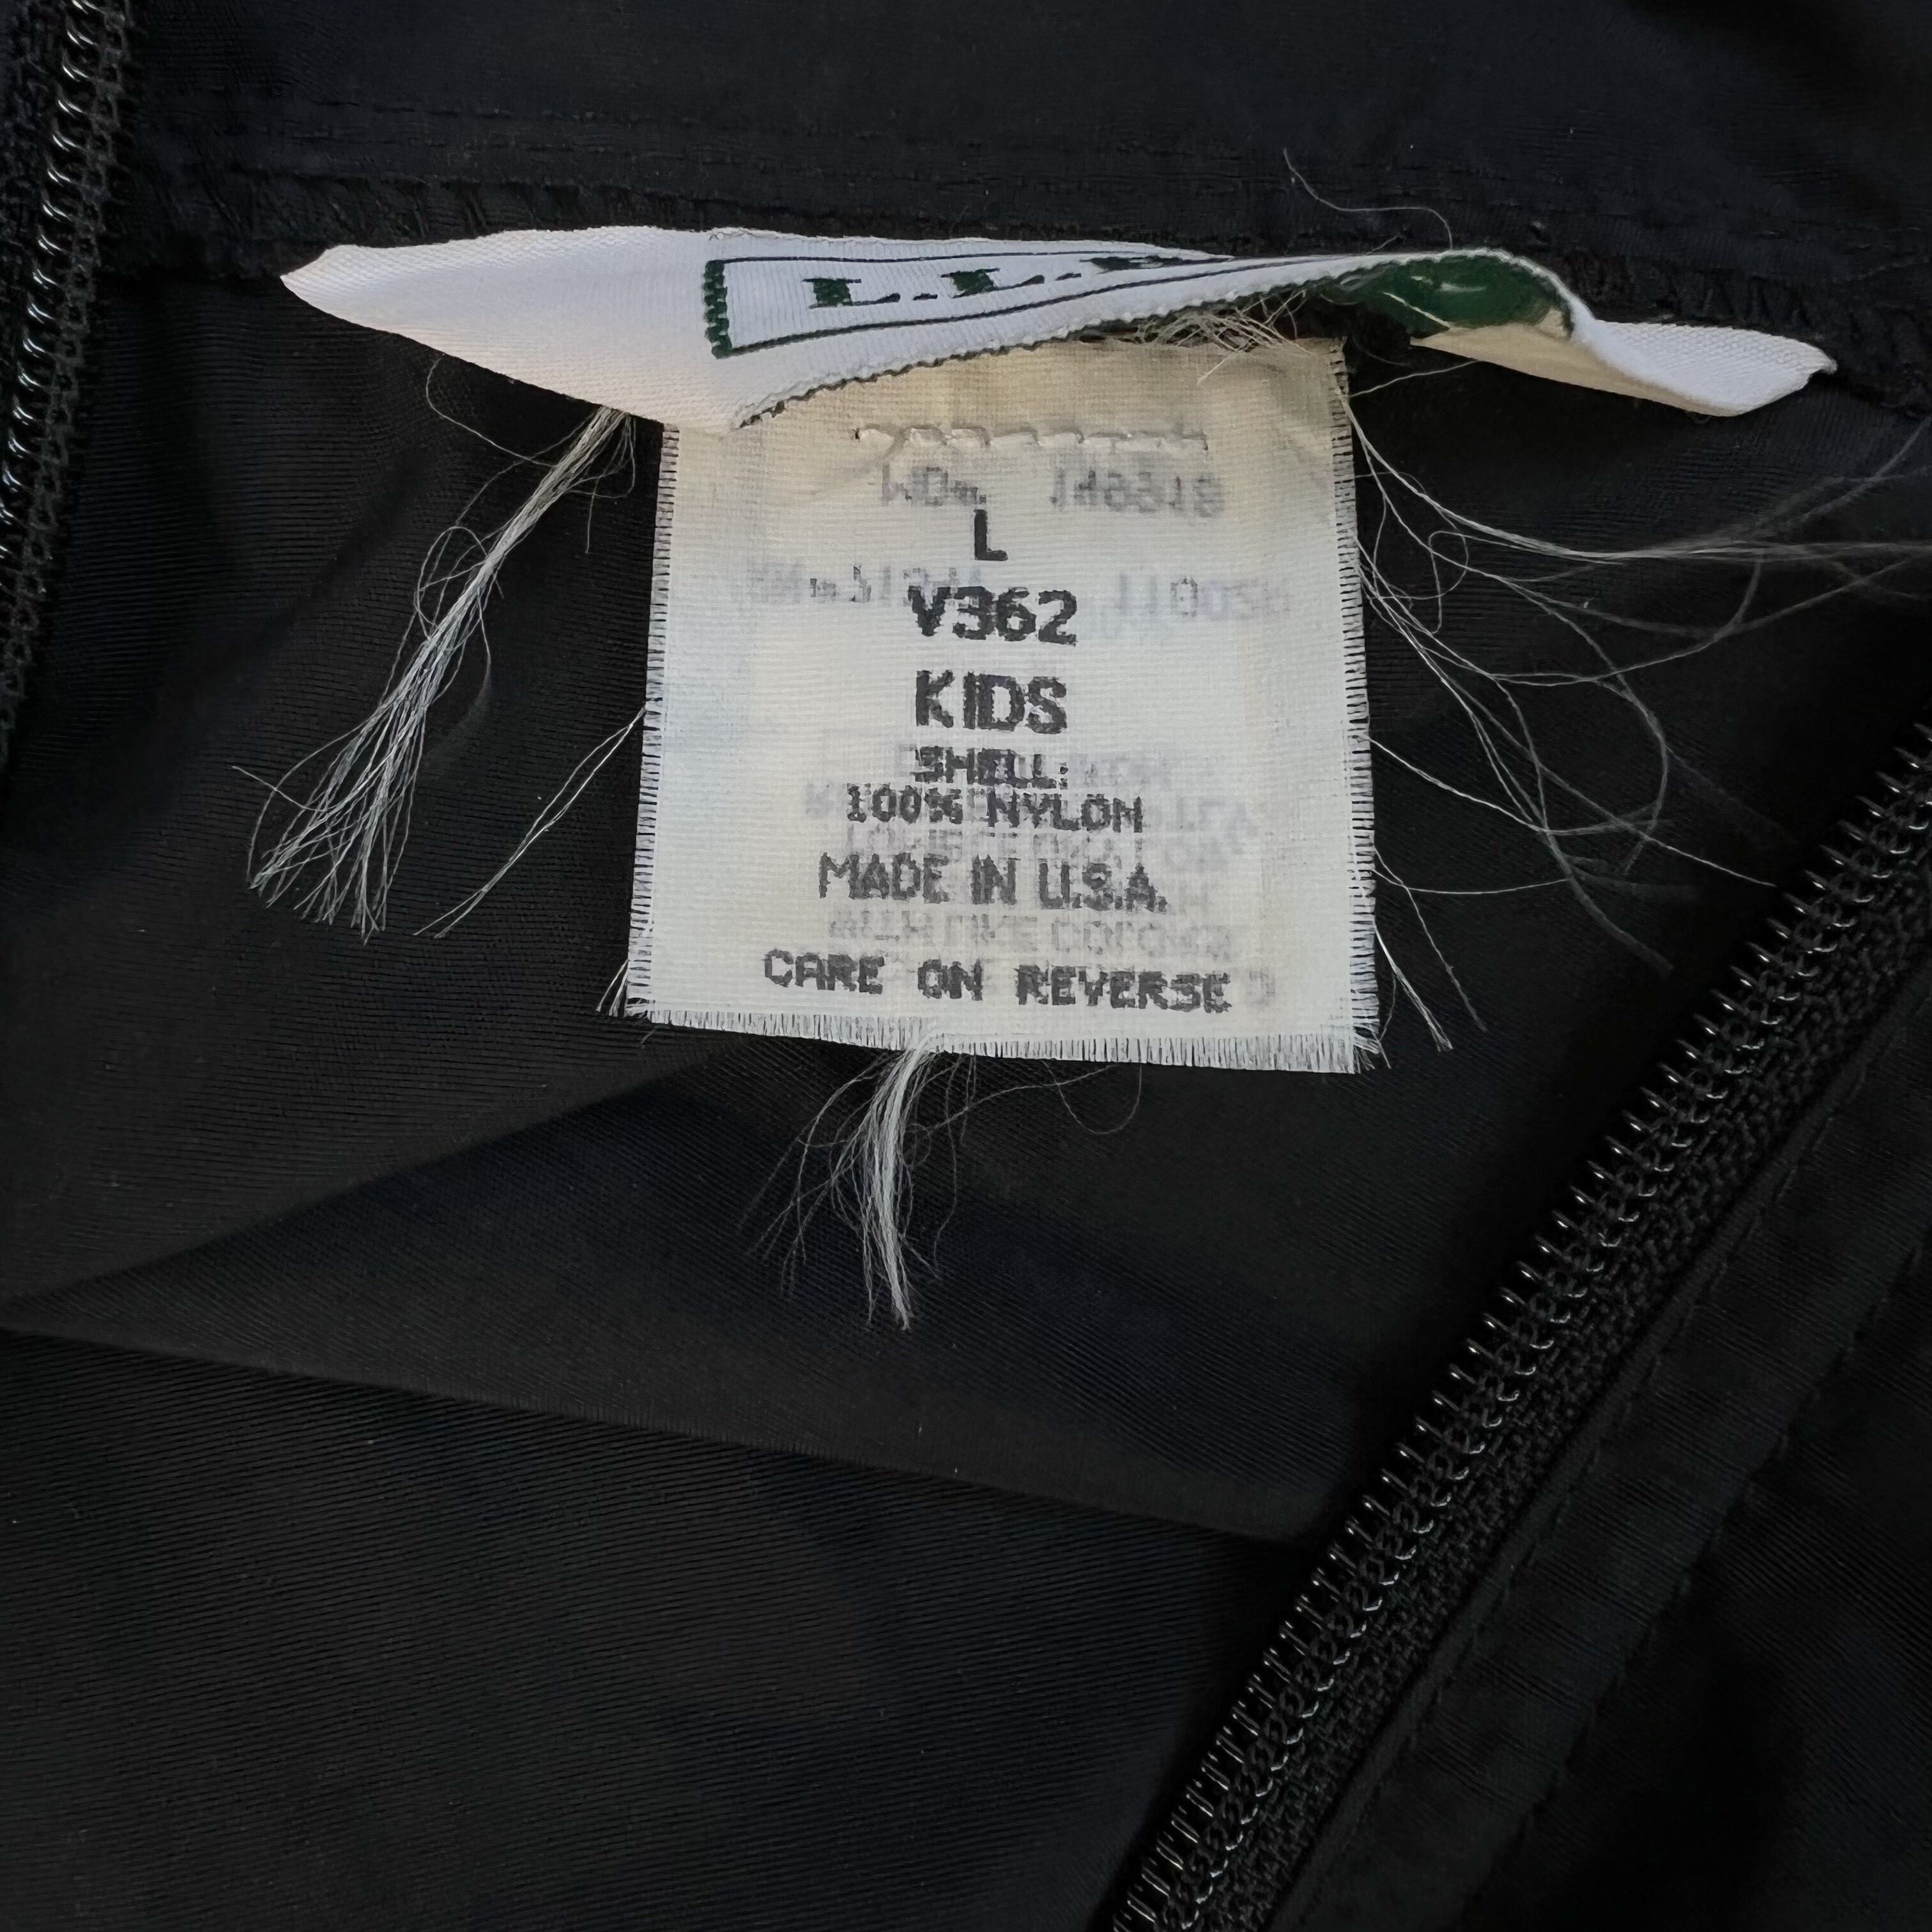 L.L.
L
V362
KIDS
SHELL:
100% NYLON
MADE IN U.S.A.
CARE ON REVERSE